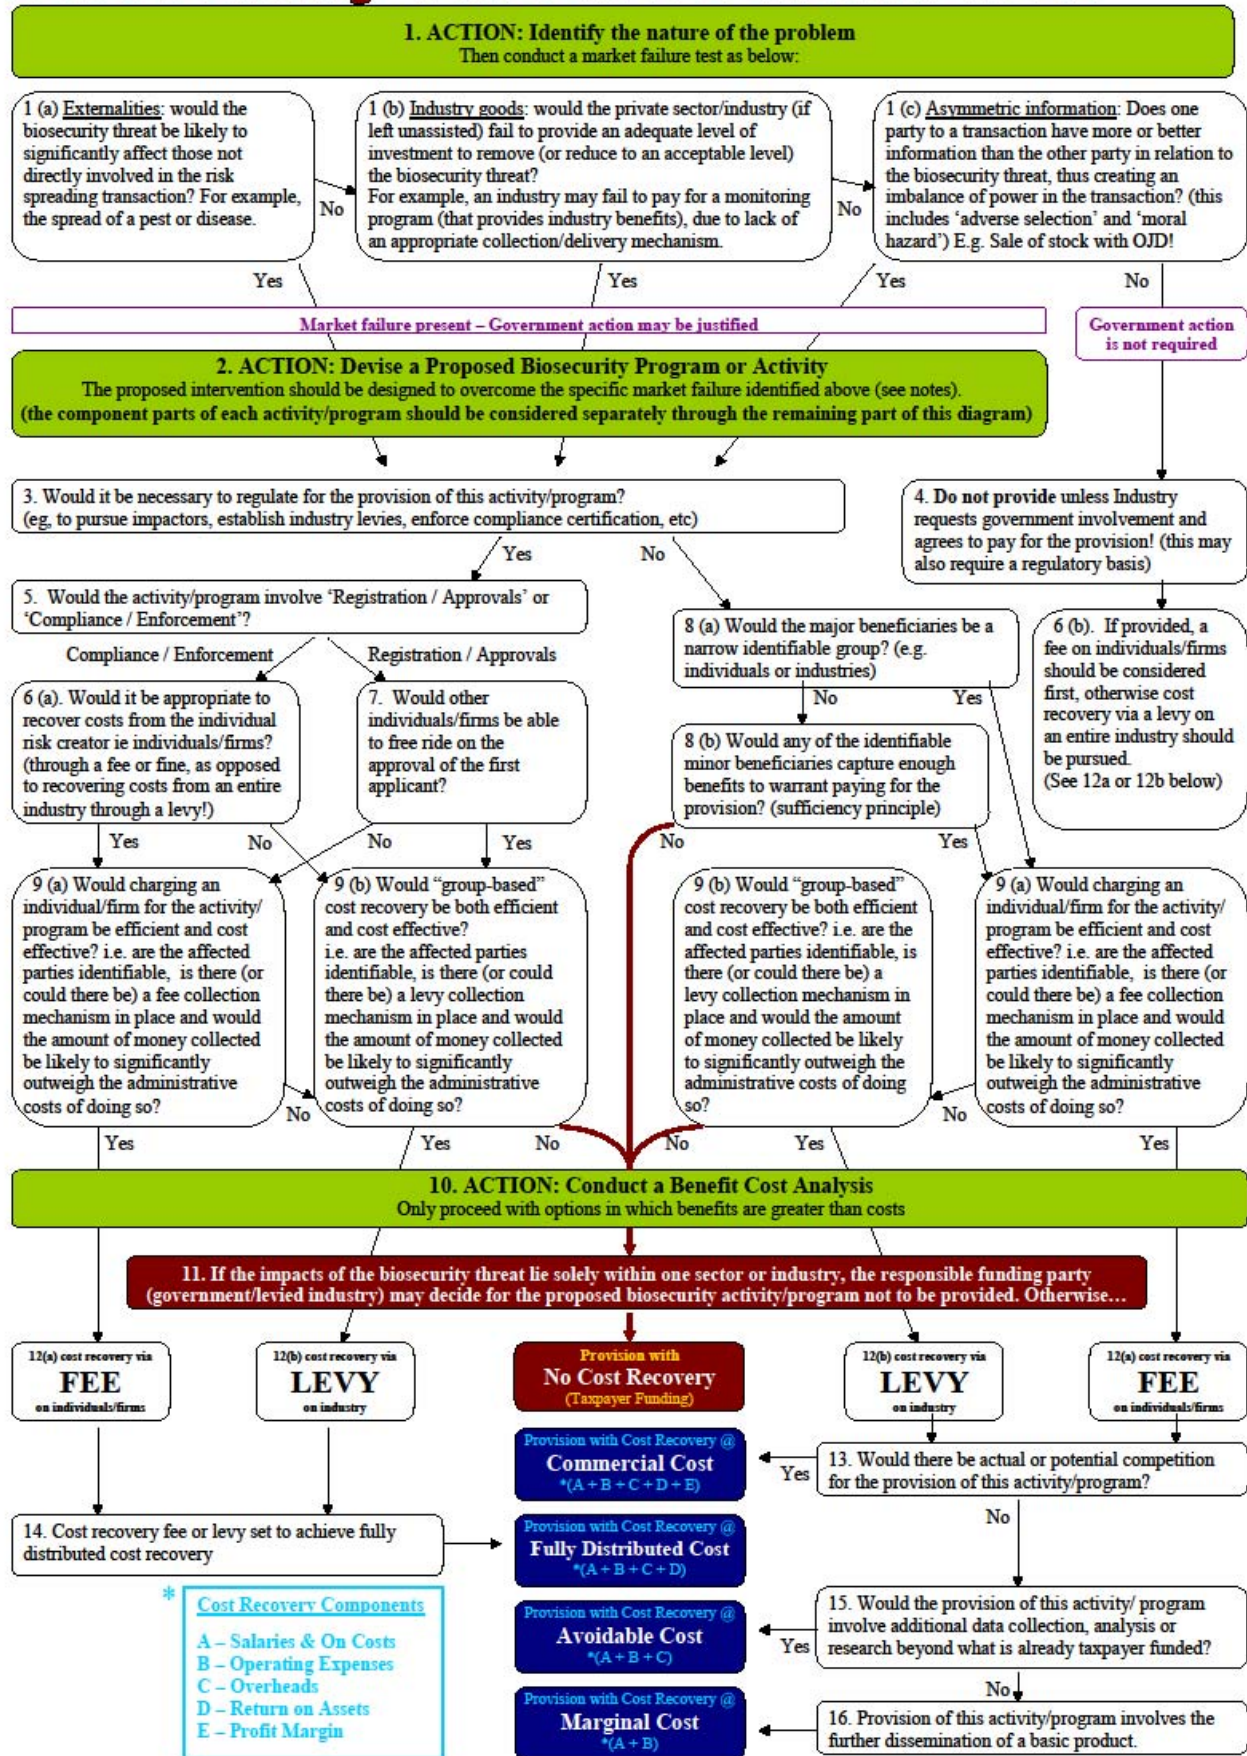 1. ACTION: Identify the nature of the problem
Then conduct a market failure test as below:
1 (a) Externalities: would the
biosecurity threat be likely to
significantly affect those not
directly involved in the risk
spreading transaction? For example,
the spread of a pest or disease.
No
1 (b) Industry goods: would the private sector/industry (if
left unassisted) fail to provide an adequate level of
investment to remove (or reduce to an acceptable level)
the biosecurity threat?
For example, an industry may fail to pay for a monitoring
program (that provides industry benefits), due to lack of
an appropriate collection/delivery mechanism.
No
1 (c) Asymmetric information: Does one
party to a transaction have more or better
information than the other party in relation to
the biosecurity threat, thus creating an
imbalance of power in the transaction? (this
includes ‘adverse selection’ and ‘moral
hazard’) E.g. Sale of stock with OJD!
Yes
Yes
Yes
No
Market failure present – Government action may be justified
Government action
is not required
2. ACTION: Devise a Proposed Biosecurity Program or Activity
The proposed intervention should be designed to overcome the specific market failure identified above (see notes).
(the component parts of each activity/program should be considered separately through the remaining part of this diagram)
3. Would it be necessary to regulate for the provision of this activity/program?
(eg, to pursue impactors, establish industry levies, enforce compliance certification, etc)
4. Do not provide unless Industry
requests government involvement and
agrees to pay for the provision! (this may
also require a regulatory basis)
Yes
No
5. Would the activity/program involve ‘Registration / Approvals’ or
‘Compliance / Enforcement’?
Compliance / Enforcement
Registration / Approvals
8 (a) Would the major beneficiaries be a
narrow identifiable group? (e.g.
individuals or industries)
6 (b). If provided, a
fee on individuals/firms
should be considered
first, otherwise cost
recovery via a levy on
an entire industry should
be pursued.
(See 12a or 12b below)
6 (a). Would it be appropriate to
recover costs from the individual
risk creator ie individuals/firms?
(through a fee or fine, as opposed
to recovering costs from an entire
industry through a levy!)
7. Would other
individuals/firms be able
to free ride on the
approval of the first
applicant?
No
Yes
8 (b) Would any of the identifiable
minor beneficiaries capture enough
benefits to warrant paying for the
provision? (sufficiency principle)
Yes
No
No
Yes
No
Yes
9 (a) Would charging an
individual/firm for the activity/
program be efficient and cost
effective? i.e. are the affected
parties identifiable, is there (or
could there be) a fee collection
mechanism in place and would
the amount of money collected
be likely to significantly
outweigh the administrative
costs of doing so?
No
9 (b) Would “group-based”
cost recovery be both efficient
and cost effective?
i.e. are the affected parties
identifiable, is there (or could
there be) a levy collection
mechanism in place and would
the amount of money collected
be likely to significantly
outweigh the administrative
costs of doing so?
9 (b) Would “group-based”
cost recovery be both efficient
and cost effective? i.e. are the
affected parties identifiable, is
there (or could there be) a
levy collection mechanism in
place and would the amount
of money collected be likely
to significantly outweigh the
administrative costs of doing
so?
No
9 (a) Would charging an
individual/firm for the activity/
program be efficient and cost
effective? i.e. are the affected
parties identifiable, is there (or
could there be) a fee collection
mechanism in place and would
the amount of money collected
be likely to significantly
outweigh the administrative
costs of doing so?
Yes
Yes
No
No
Yes
Yes
10. ACTION: Conduct a Benefit Cost Analysis
Only proceed with options in which benefits are greater than costs
11. If the impacts of the biosecurity threat lie solely within one sector or industry, the responsible funding party
(government/levied industry) may decide for the proposed biosecurity activity/program not to be provided. Otherwise…
12(a) cost recovery via
FEE
on individuals/firms
12(b) cost recovery via
LEVY
on industry
Provision with
No Cost Recovery
(Taxpayer Funding)
12(b) cost recovery via
LEVY
on industry
12(a) cost recovery via
FEE
on individuals/firms
Provision with Cost Recovery @
Commercial Cost
*(A + B + C + D + E)
Yes
13. Would there be actual or potential competition
for the provision of this activity/program?
No
14. Cost recovery fee or levy set to achieve fully
distributed cost recovery
Provision with Cost Recovery @
Fully Distributed Cost
*(A + B + C + D)
* Cost Recovery Components
A – Salaries & On Costs
B – Operating Expenses
C – Overheads
D – Return on Assets
E – Profit Margin
Provision with Cost Recovery @
Avoidable Cost
*(A + B + C)
Yes
15. Would the provision of this activity/ program
involve additional data collection, analysis or
research beyond what is already taxpayer funded?
No
Provision with Cost Recovery @
Marginal Cost
*(A + B)
16. Provision of this activity/program involves the
further dissemination of a basic product.